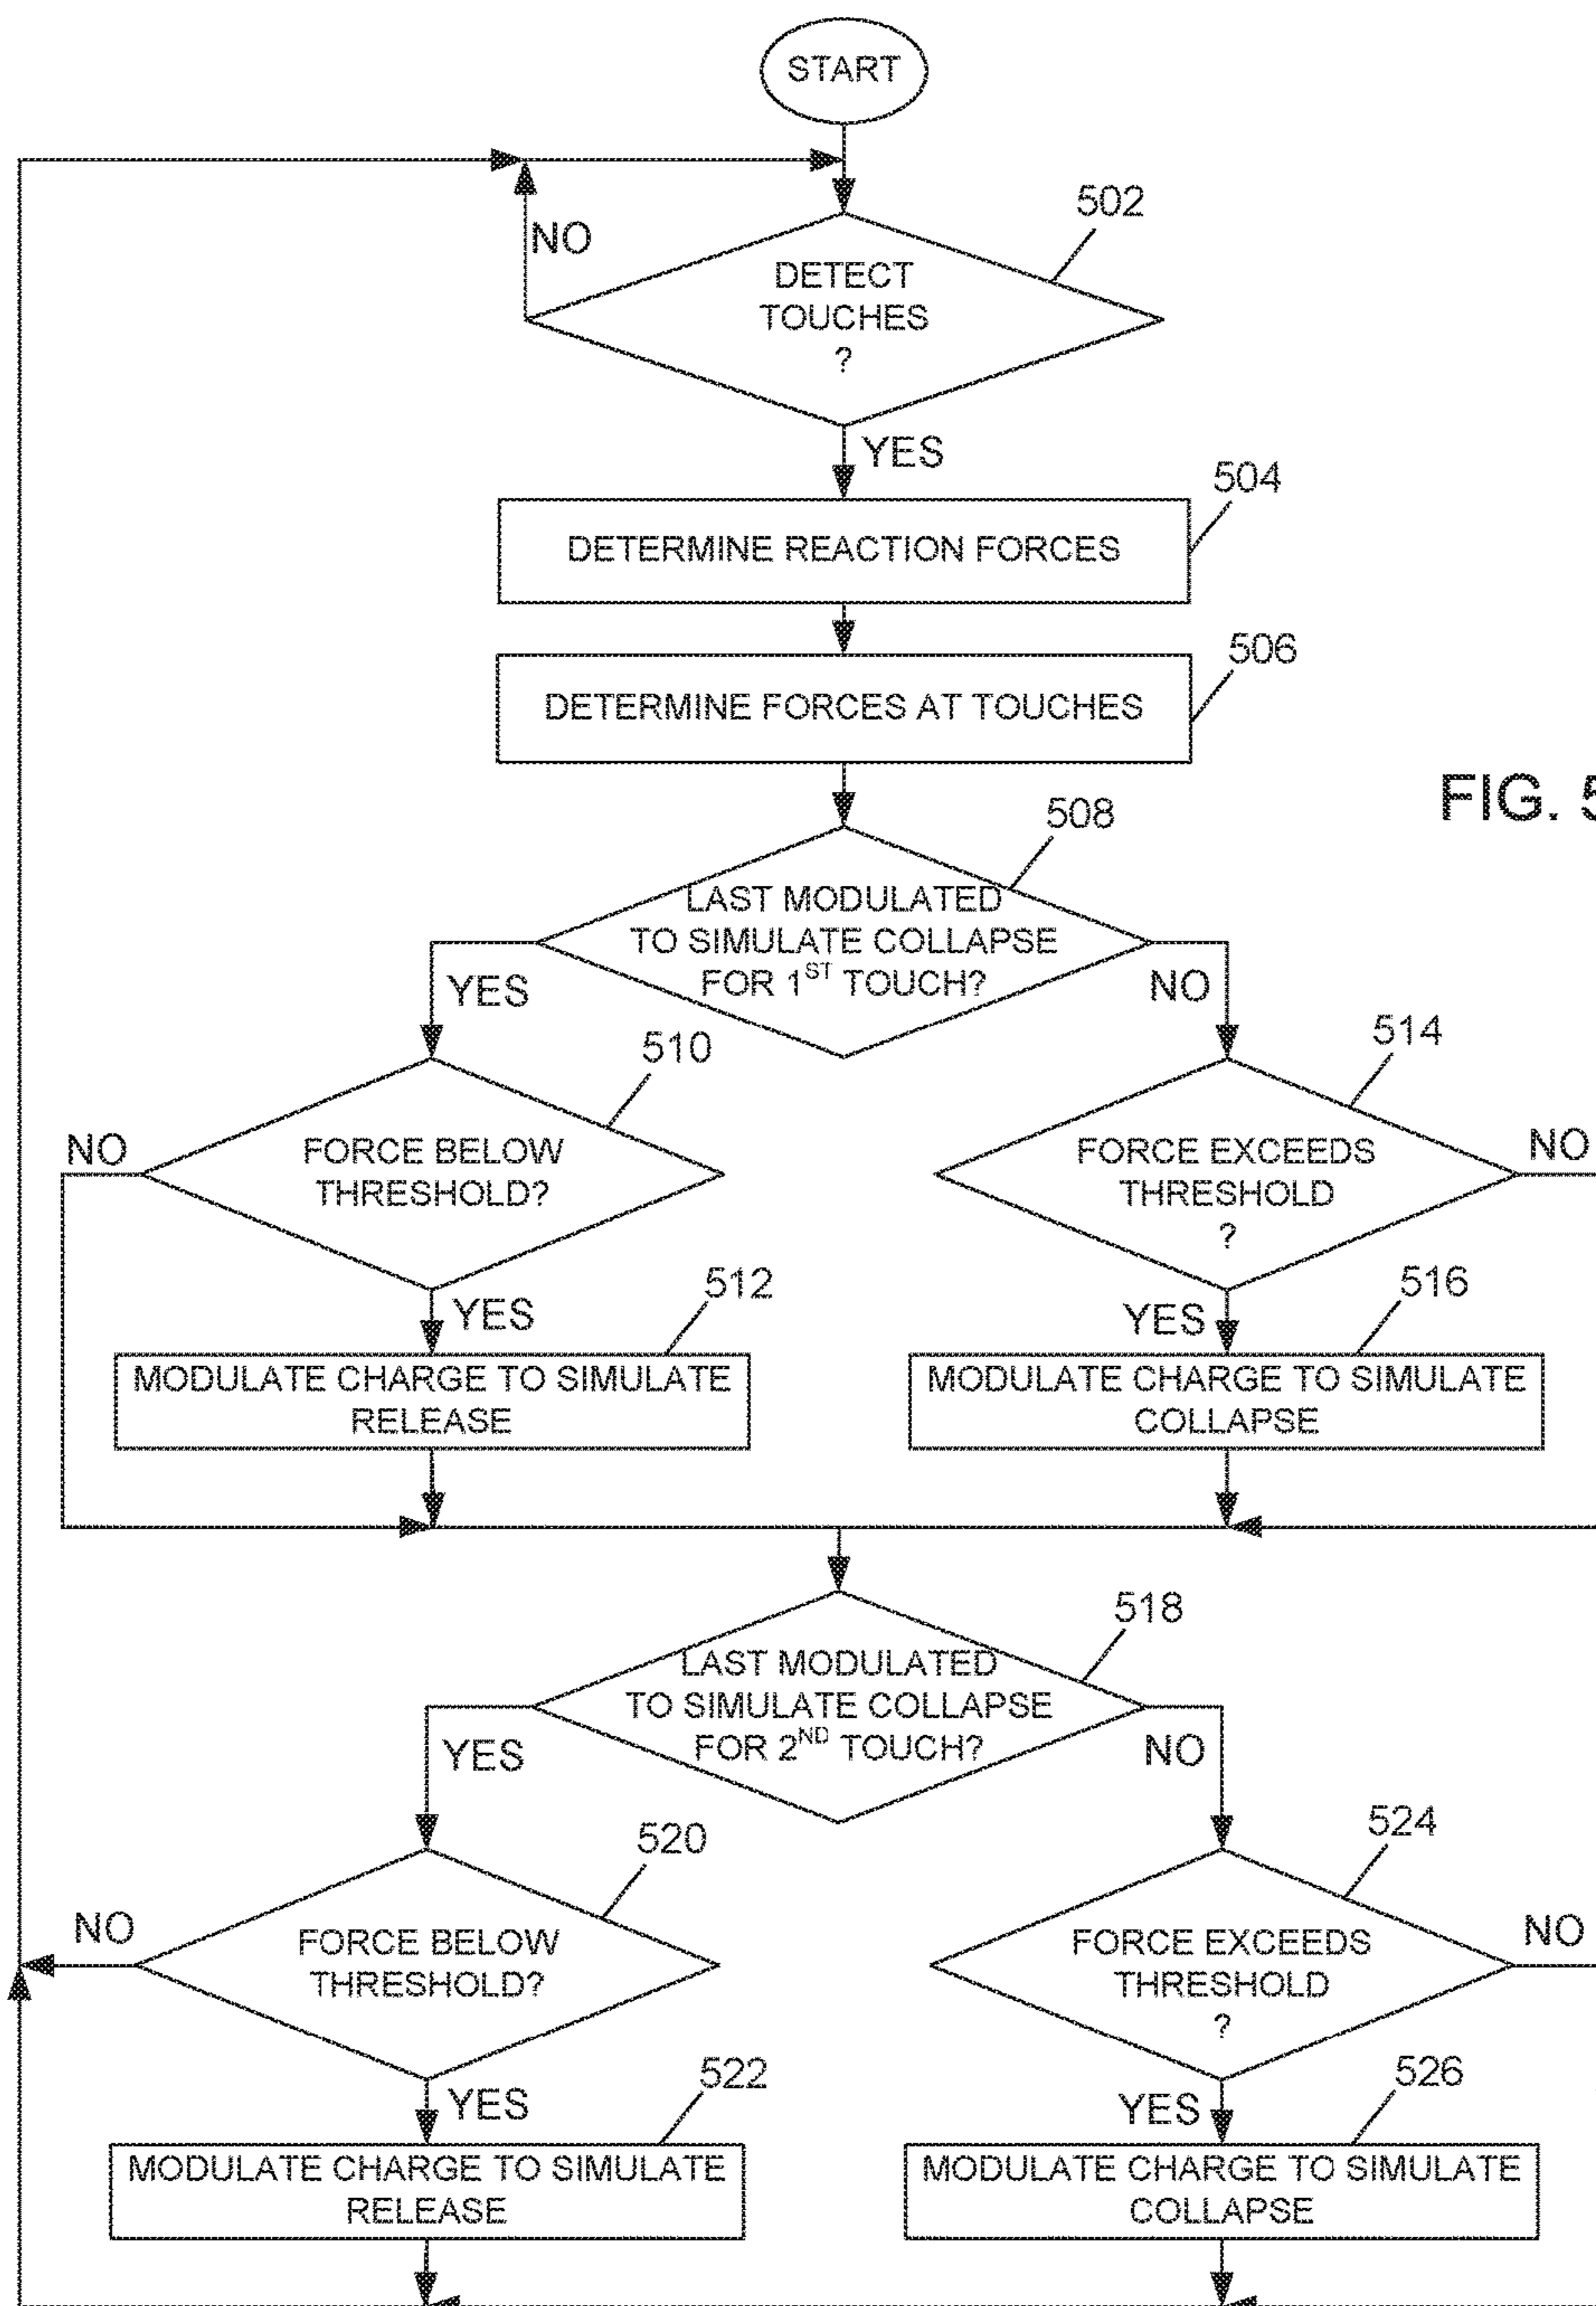 START
502
NO
DETECT
TOUCHES
?
YES
504
DETERMINE REACTION FORCES
506
DETERMINE FORCES AT TOUCHES
FIG. 5
508
LAST MODULATED
TO SIMULATE COLLAPSE
FOR 1ST TOUCH?
YES
NO
510
514
NO
FORCE BELOW
THRESHOLD?
FORCE EXCEEDS
THRESHOLD
?
NO
YES
512
YES
516
MODULATE CHARGE TO SIMULATE
RELEASE
MODULATE CHARGE TO SIMULATE
COLLAPSE
518
LAST MODULATED
TO SIMULATE COLLAPSE
FOR 2ND TOUCH?
YES
NO
520
524
NO
FORCE BELOW
THRESHOLD?
FORCE EXCEEDS
THRESHOLD
?
NO
YES
522
YES
526
MODULATE CHARGE TO SIMULATE
RELEASE
MODULATE CHARGE TO SIMULATE
COLLAPSE